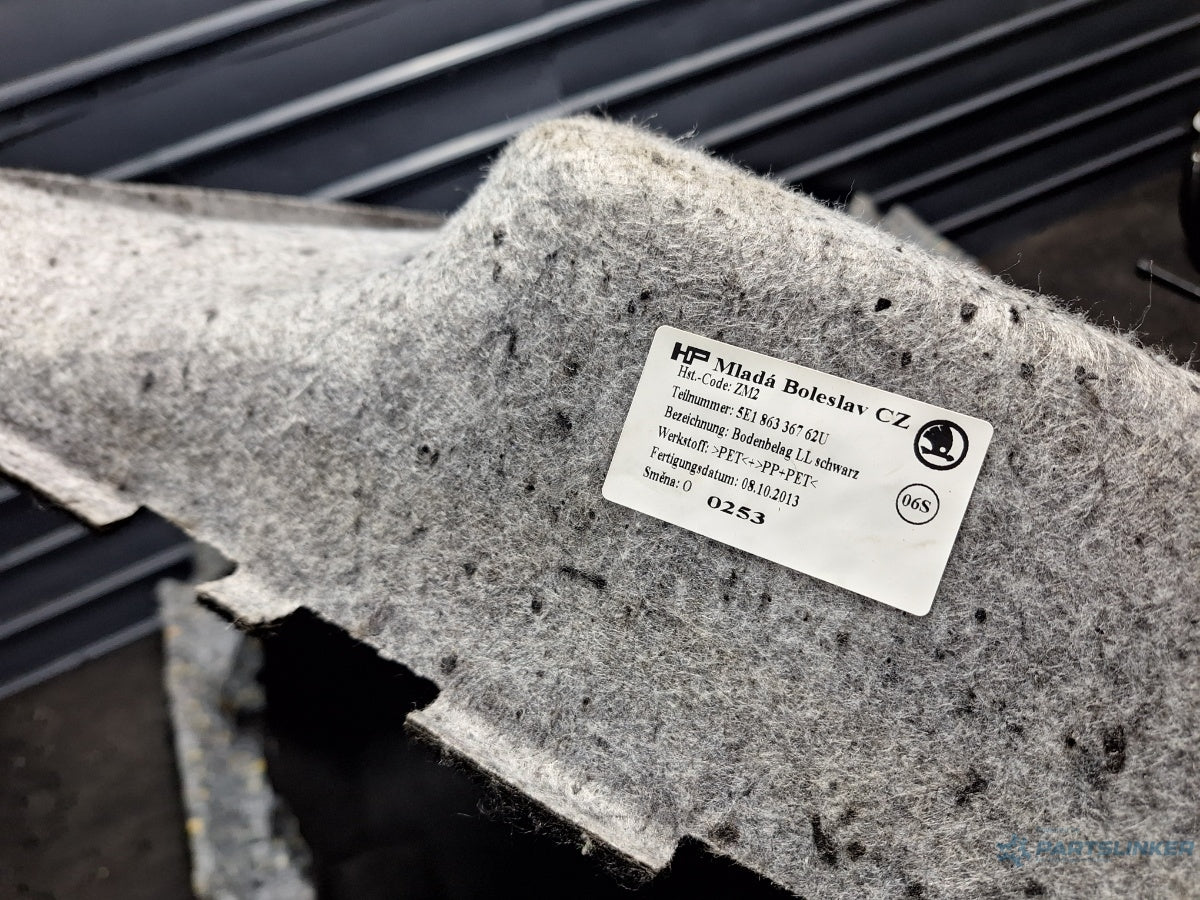 HP Mladá Boleslav CZ
Hst.-Code: ZM2
Teilnummer: 5E1 863 367 62U
Bezeichnung: Bodenbelag LL schwarz
Werkstoff: >PET<+>PP+PET<
Fertigungsdatum: 08.10.2013
Směna: O
0253
06S
PARTSLINKER